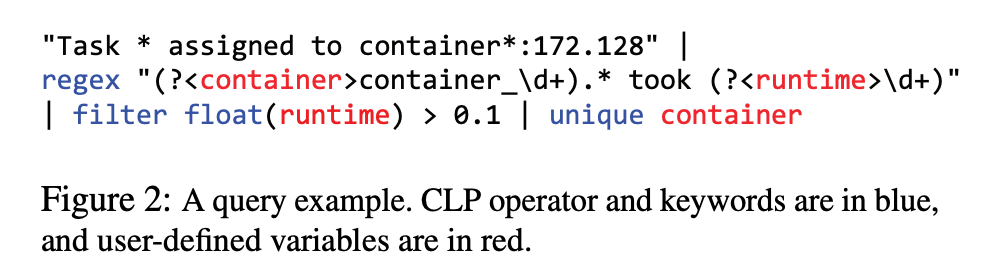 "Task * assigned to container*:172.128" |
regex "(?<container>container_\d+).* took (?<runtime>\d+)"
| filter float(runtime) > 0.1 | unique container
Figure 2: A query example. CLP operator and keywords are in blue,
and user-defined variables are in red.